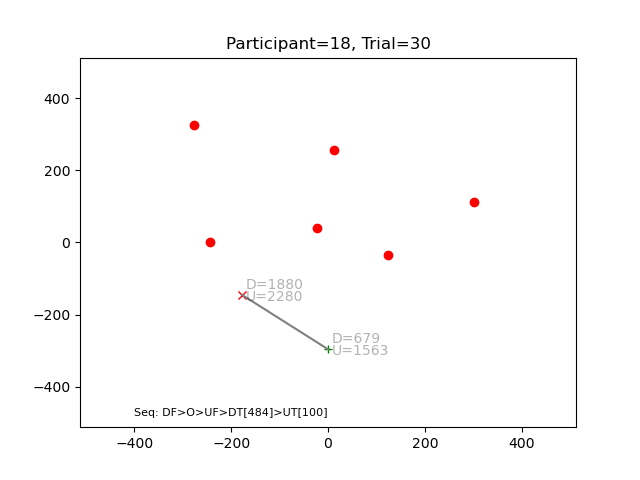 Participant=18, Trial=30
400
200
0
−200
−400
D=1880
U=2280
D=679
U=1563
Seq: DF>O>UF>DT[484]>UT[100]
−400
−200
0
200
400